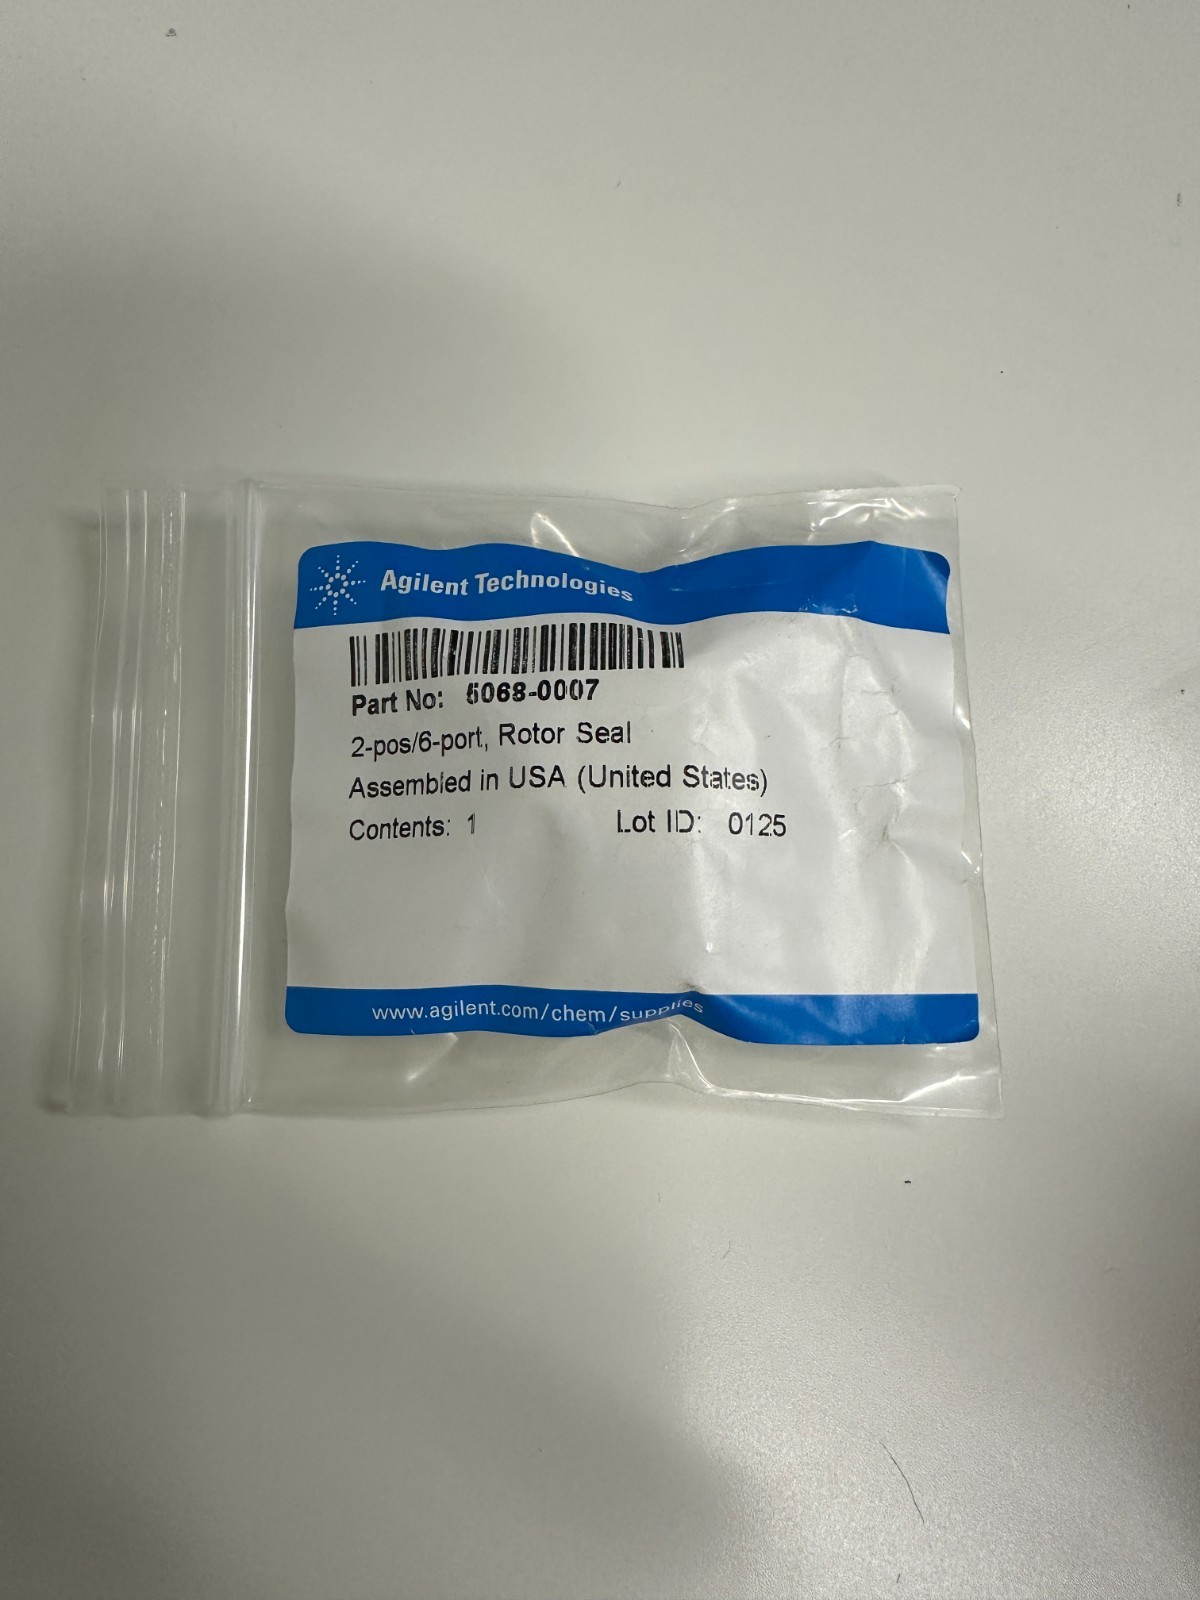 Agilent Technologies
Part No: 5068-0007
2-pos/6-port, Rotor Seal
Assembled in USA (United States)
Contents: 1 Lot ID: 0125
www.agilent.com/chem/supplies